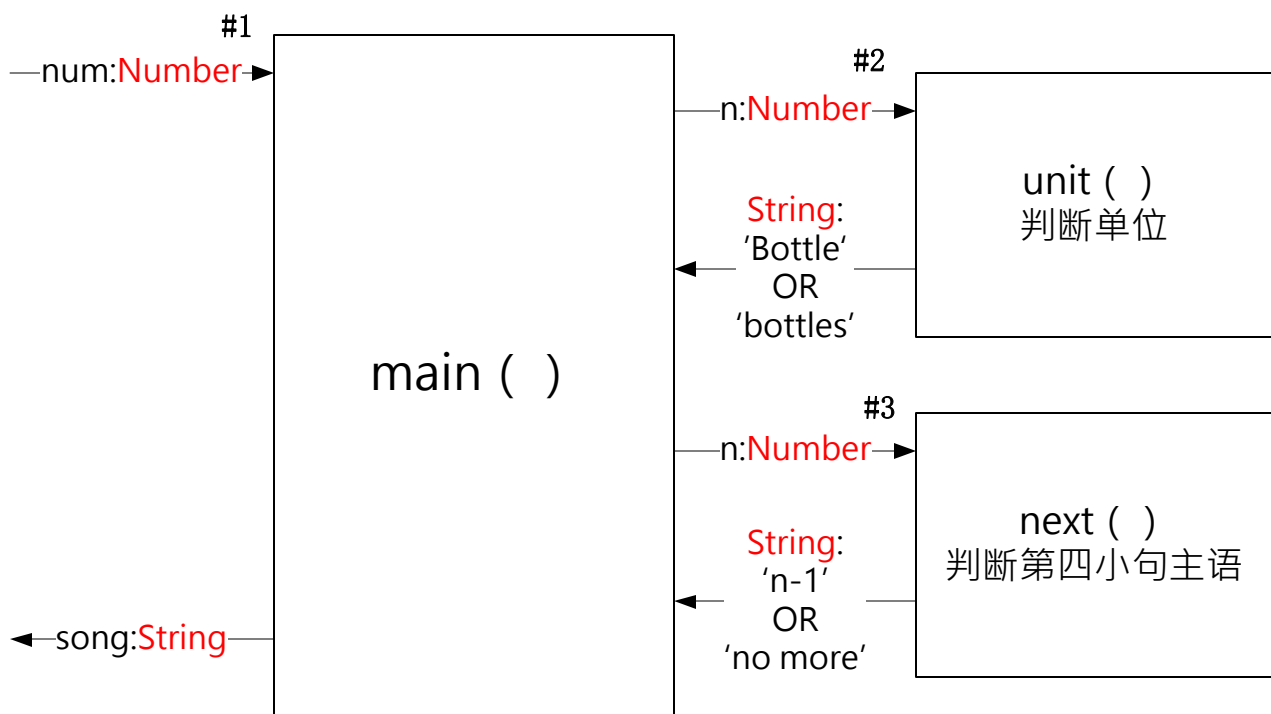 #1
num:Number
main ( )
song:String
n:Number
#2
unit ( )
判断单位
String:
‘Bottle‘
OR
‘bottles’
n:Number
#3
next ( )
判断第四小句主语
String:
‘n-1’
OR
‘no more‘